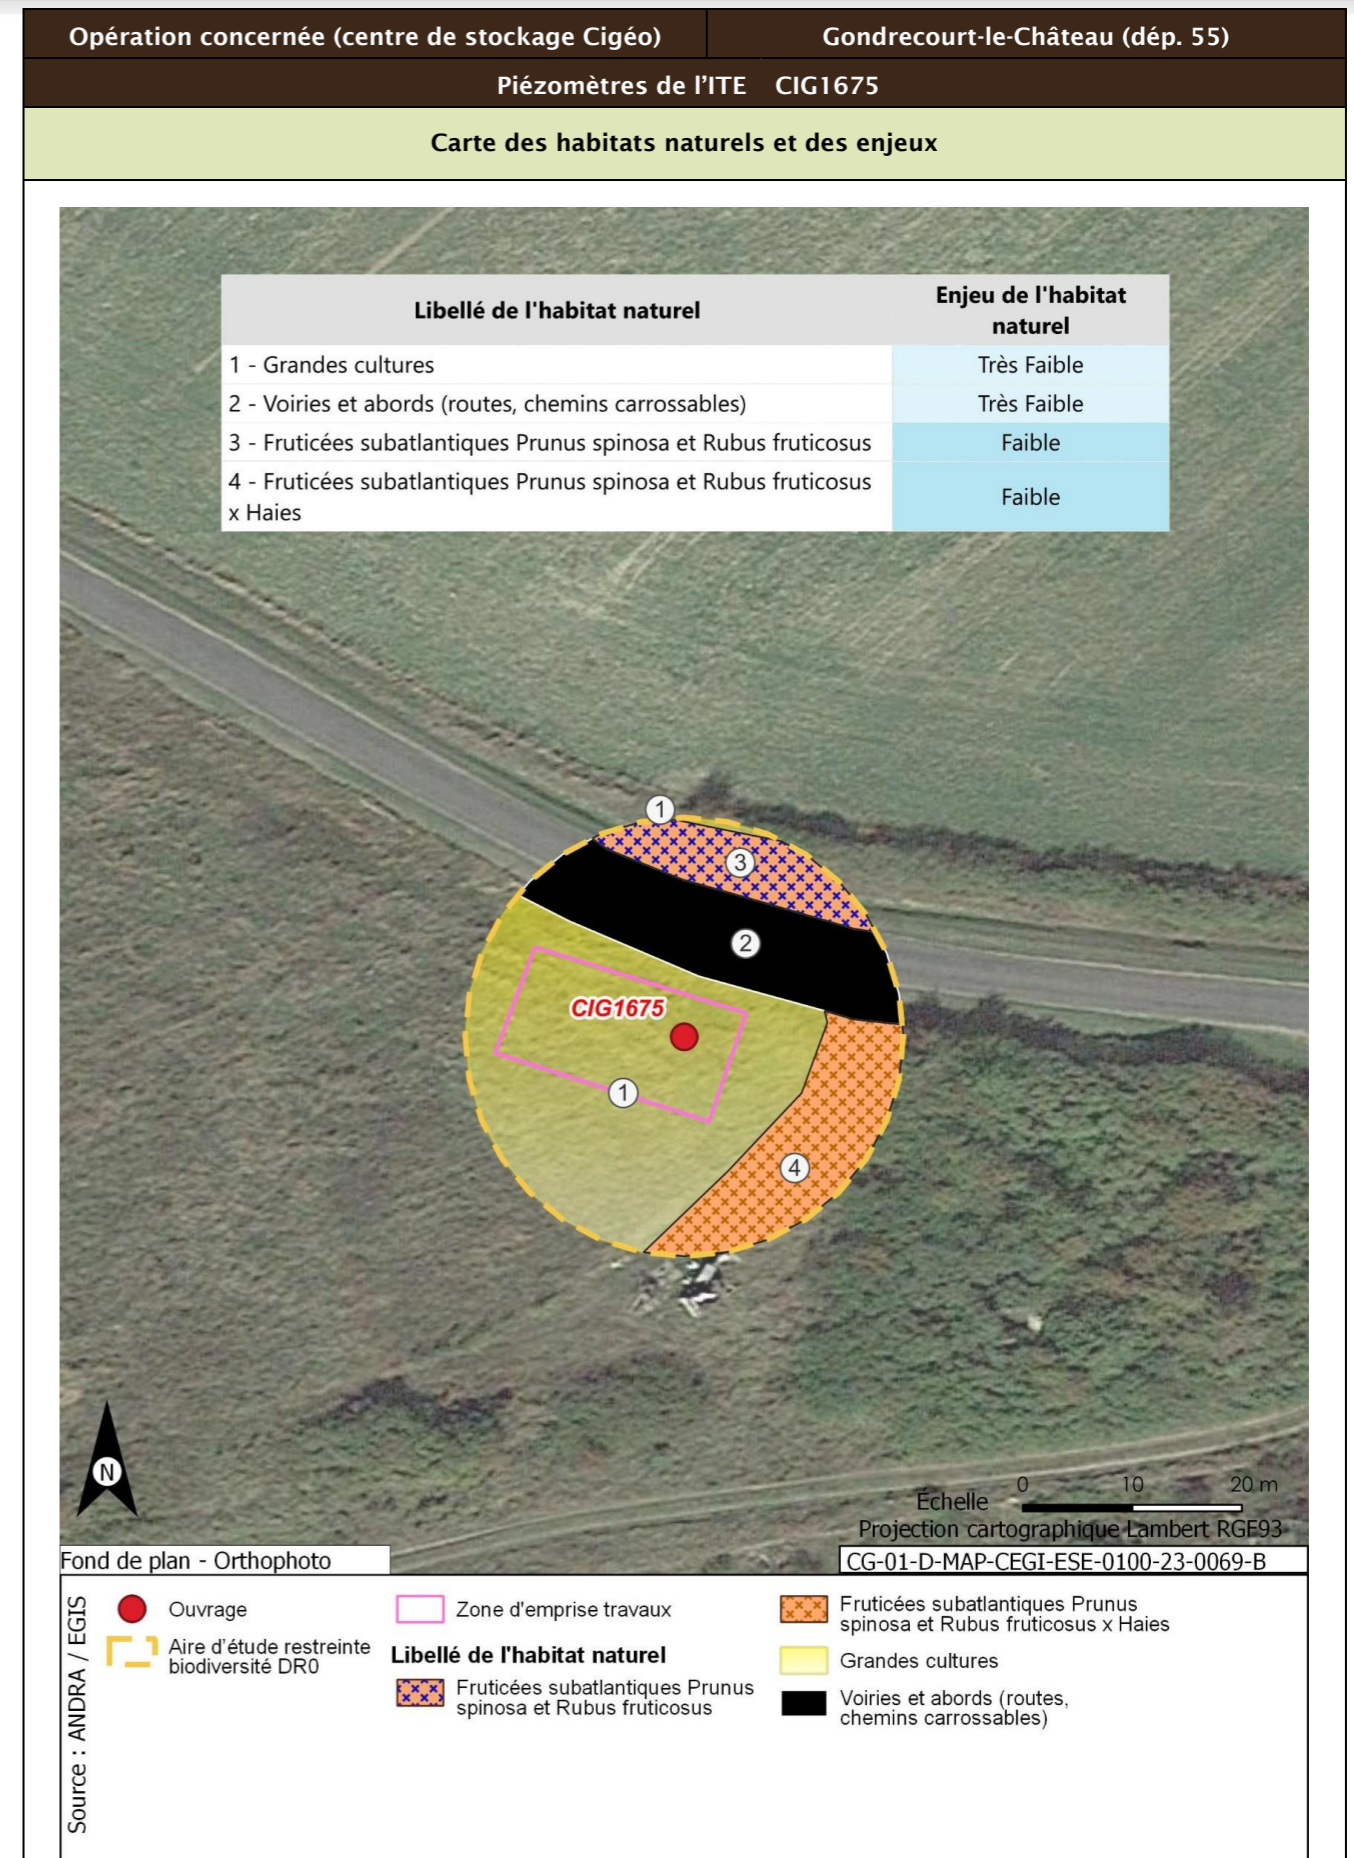 Opération concernée (centre de stockage Cigéo)
Gondrecourt-le-Château (dép. 55)
Piézomètres de l'ITE CIG1675
Carte des habitats naturels et des enjeux
Libellé de l'habitat naturel
Enjeu de l'habitat
naturel
1 - Grandes cultures
Très Faible
2 - Voiries et abords (routes, chemins carrossables)
Très Faible
3 - Fruticées subatlantiques Prunus spinosa et Rubus fruticosus
Faible
4 - Fruticées subatlantiques Prunus spinosa et Rubus fruticosus
x Haies
Faible
1
3
2
CIG1675
1
4
N
0 10 20 m
Échelle
Projection cartographique Lambert RGF93
Fond de plan - Orthophoto
CG-01-D-MAP-CEGI-ESE-0100-23-0069-B
Source : ANDRA / EGIS
Ouvrage
Aire d'étude restreinte
biodiversité DR0
Zone d'emprise travaux
Libellé de l'habitat naturel
Fruticées subatlantiques Prunus
spinosa et Rubus fruticosus
Fruticées subatlantiques Prunus
spinosa et Rubus fruticosus x Haies
Grandes cultures
Voiries et abords (routes,
chemins carrossables)